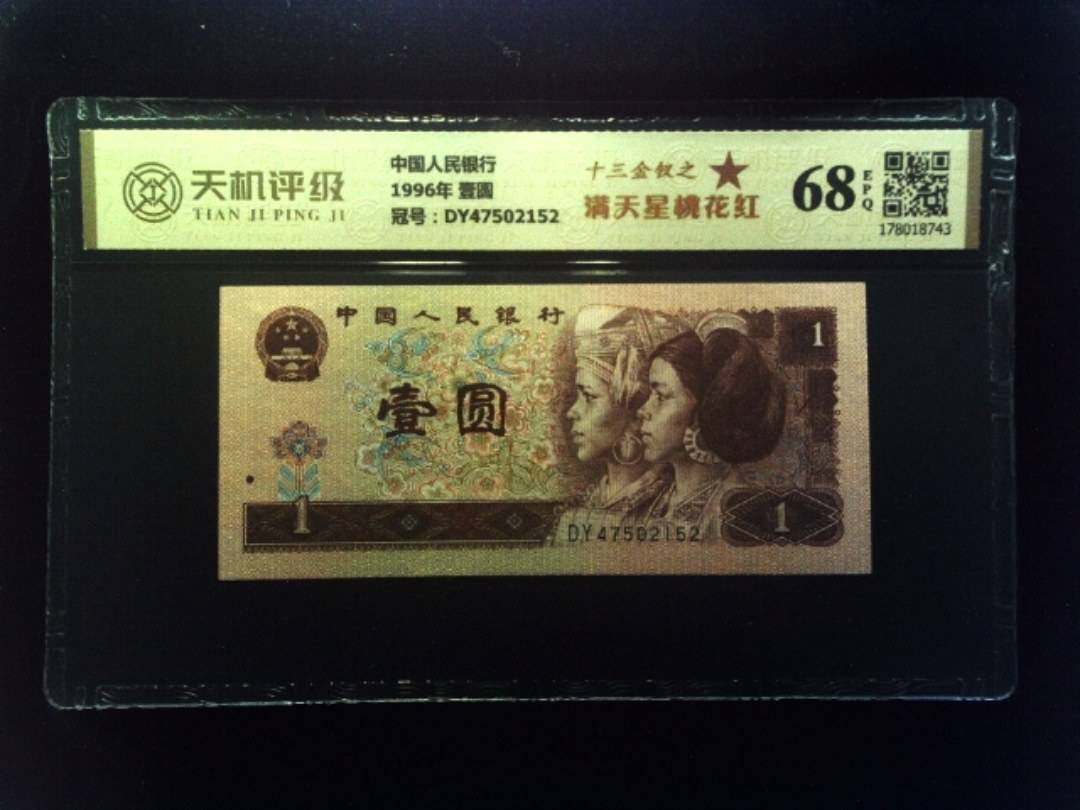 天机评级
TIAN JI PING JI
中国人民银行
1996年 壹圆
冠号：DY47502152
十三金钗之
满天星桃花红
68
EPQ
178018743
中国人民银行
1
壹圆
1
1
DY47502152